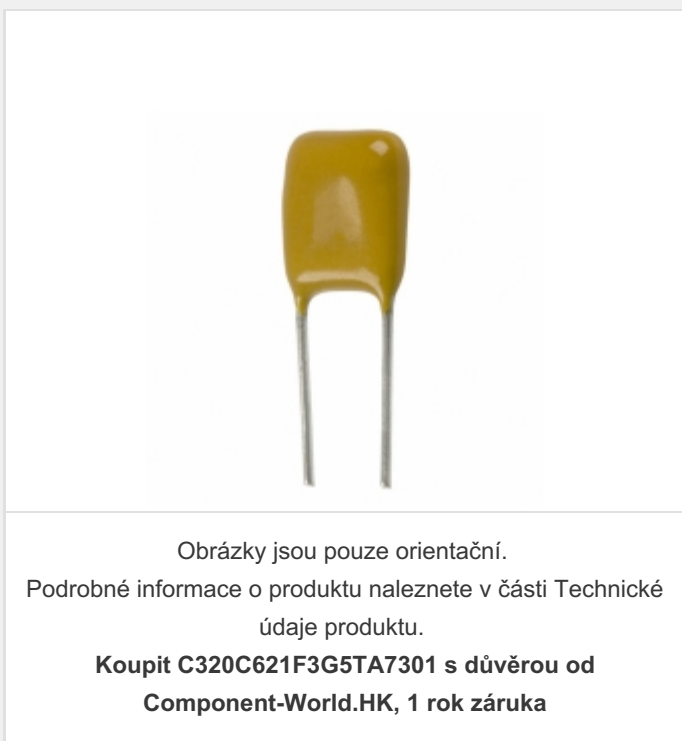 Obrázky jsou pouze orientační.
Podrobné informace o produktu naleznete v části Technické
údaje produktu.
Koupit C320C621F3G5TA7301 s důvěrou od
Component-World.HK, 1 rok záruka